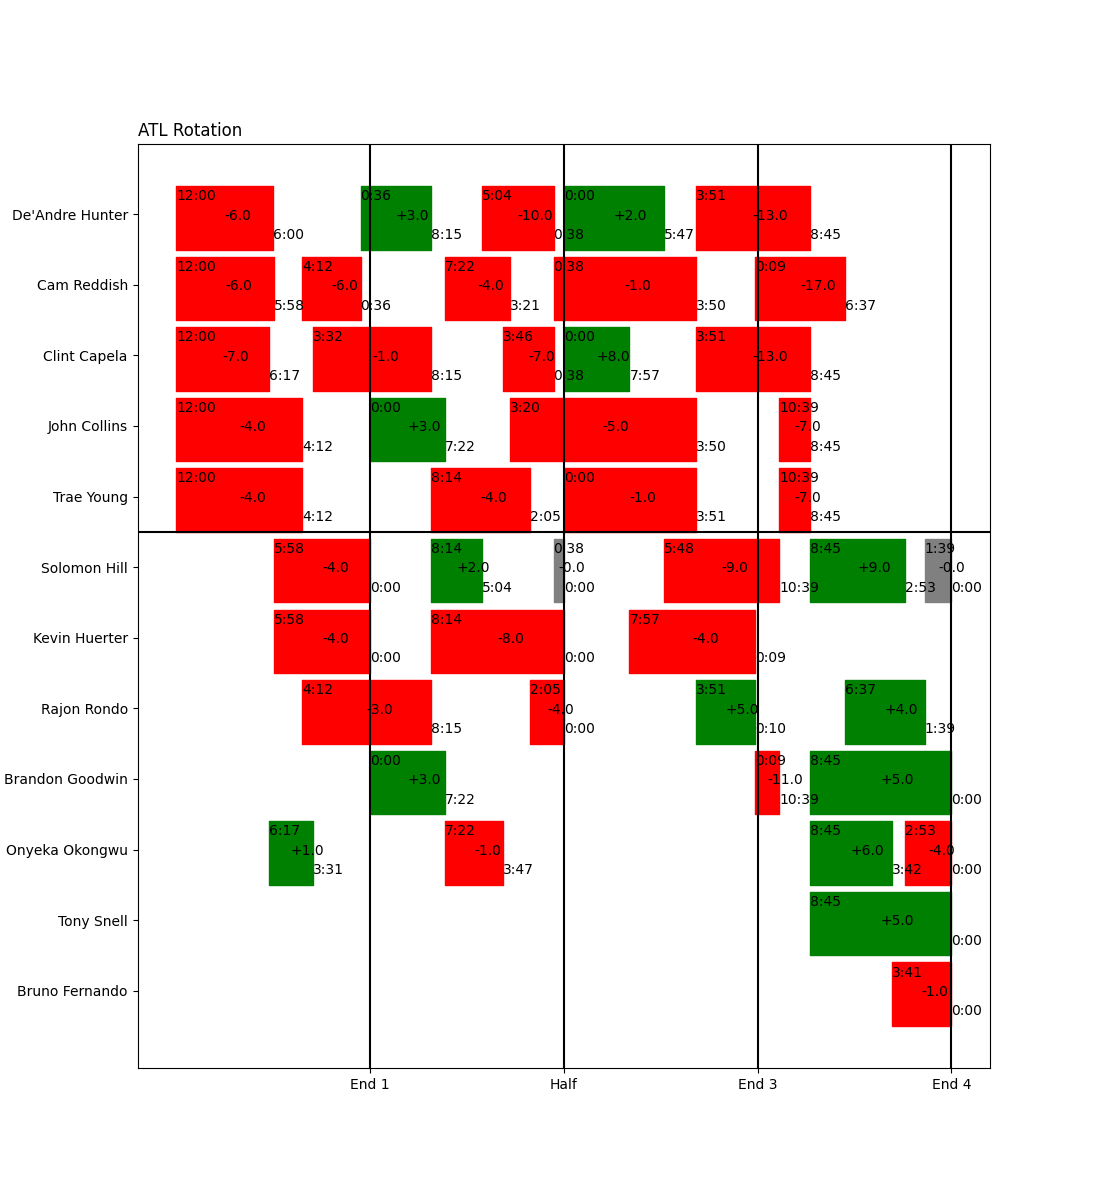 ATL Rotation
De'Andre Hunter 12:00 -6.0 6:00 0:36 +3.0 8:15 5:04 -10.0 0:38 0:00 +2.0 5:47 3:51 -13.0 8:45
Cam Reddish 12:00 -6.0 5:58 4:12 -6.0 0:36 7:22 -4.0 3:21 0:38 -1.0 3:50 0:09 -17.0 6:37
Clint Capela 12:00 -7.0 6:17 3:32 -1.0 8:15 3:46 -7.0 0:38 0:00 +8.0 7:57 3:51 -13.0 8:45
John Collins 12:00 -4.0 4:12 0:00 +3.0 7:22 3:20 -5.0 3:50 10:39 -7.0 8:45
Trae Young 12:00 -4.0 4:12 8:14 -4.0 2:05 0:00 -1.0 3:51 10:39 -7.0 8:45
Solomon Hill 5:58 -4.0 0:00 8:14 +2.0 5:04 0:38 -0.0 0:00 5:48 -9.0 10:39 8:45 +9.0 2:53 1:39 -0.0 0:00
Kevin Huerter 5:58 -4.0 0:00 8:14 -8.0 0:00 7:57 -4.0 0:09
Rajon Rondo 4:12 -3.0 8:15 2:05 -4.0 0:00 3:51 +5.0 0:10 6:37 +4.0 1:39
Brandon Goodwin 0:00 +3.0 7:22 0:09 -11.0 10:39 8:45 +5.0 0:00
Onyeka Okongwu 6:17 +1.0 3:31 7:22 -1.0 3:47 8:45 +6.0 3:42 2:53 -4.0 0:00
Tony Snell 8:45 +5.0 0:00
Bruno Fernando 3:41 -1.0 0:00
End 1 Half End 3 End 4